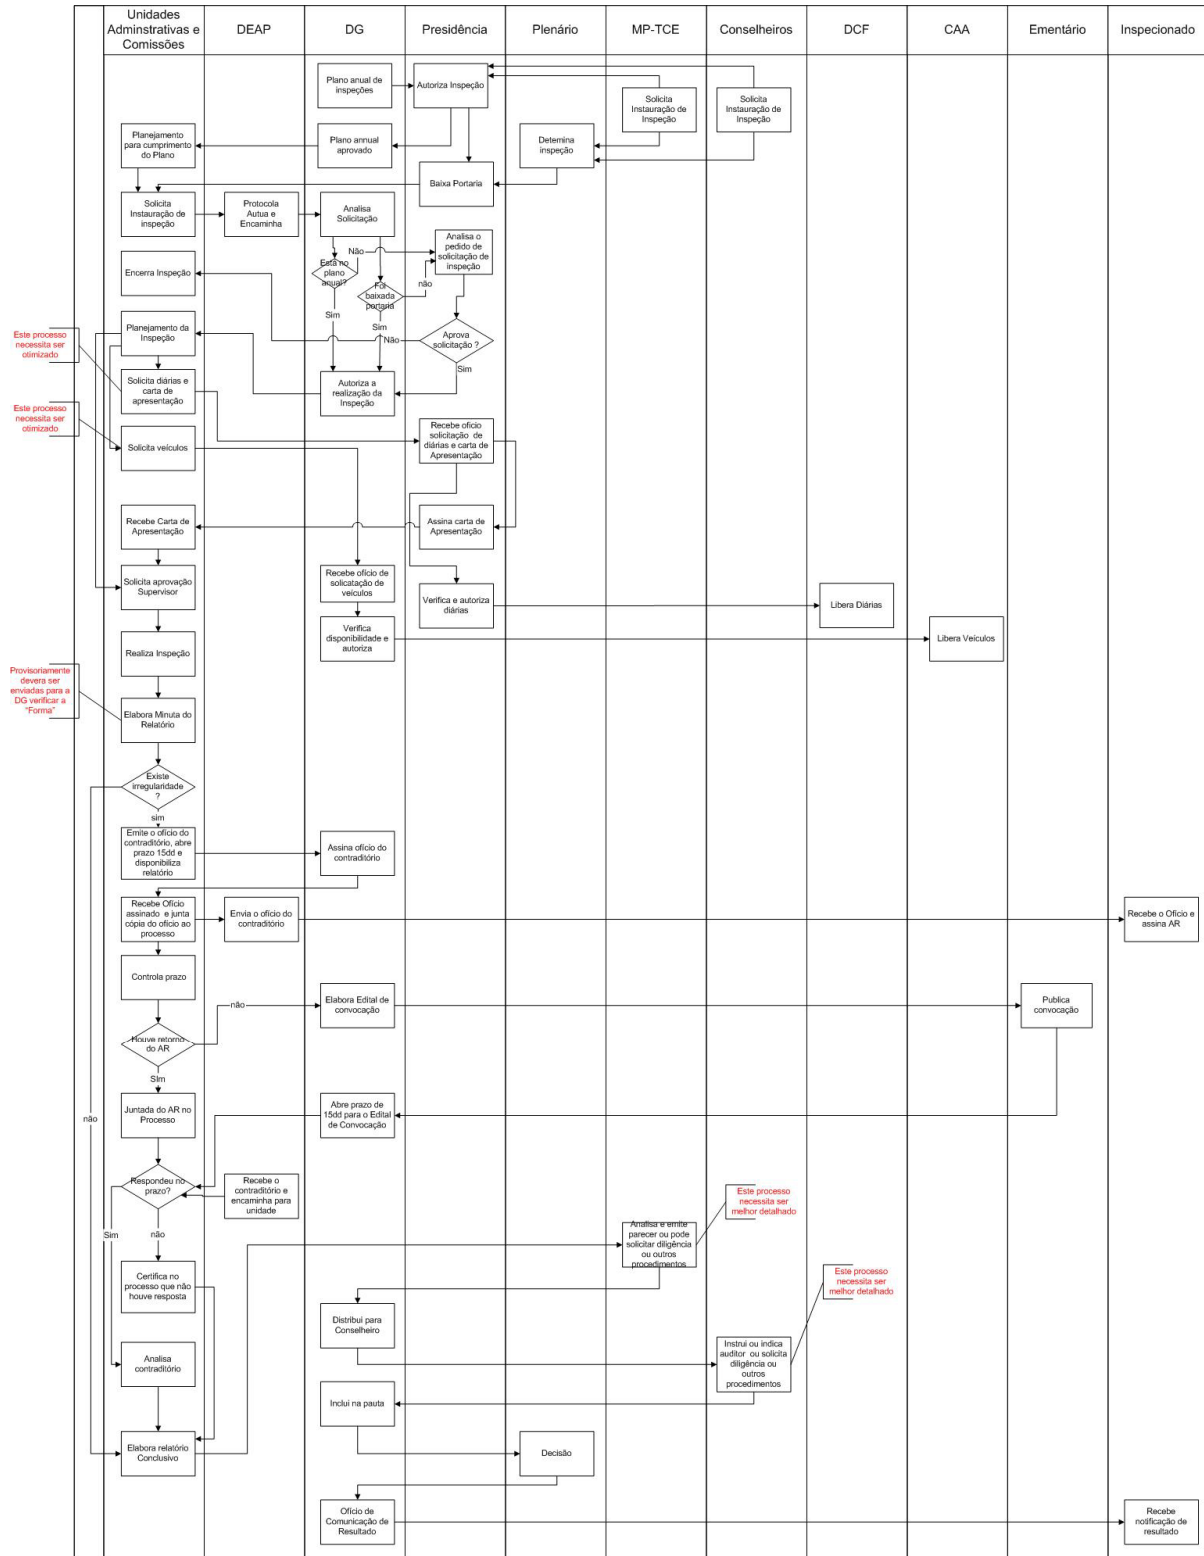 Unidades
Adminstrativas e
Comissões
DEAP
DG
Presidência
Plenário
MP-TCE
Conselheiros
DCF
CAA
Ementário
Inspecionado
Plano anual de
inspeções
Autoriza Inspeção
Solicita
Instauração de
Inspeção
Solicita
Instauração de
Inspeção
Planejamento
para cumprimento
do Plano
Plano annual
aprovado
Detemina
inspeção
Baixa Portaria
Solicita
Instauração de
inspeção
Protocola
Autua e
Encaminha
Analisa
Solicitação
Analisa o
pedido de
solicitação de
inspeção
Não
Encerra Inspeção
Está no
plano
anual?
Foi
baixada
portaria
não
Sim
Sim
Não
Aprova
solicitação ?
Sim
Este processo
necessita ser
otimizado
Planejamento da
Inspeção
Solicita diárias e
carta de
apresentação
Autoriza a
realização da
Inspeção
Este processo
necessita ser
otimizado
Solicita veículos
Recebe ofício
solicitação de
diárias e carta de
Apresentação
Recebe Carta de
Apresentação
Assina carta de
Apresentação
Solicita aprovação
Supervisor
Recebe ofício de
solicatação de
veículos
Verifica e autoriza
diárias
Libera Diárias
Verifica
disponibilidade e
autoriza
Libera Veículos
Realiza Inspeção
Provisoriamente
devera ser
enviadas para a
DG verificar a
"Forma"
Elabora Minuta do
Relatório
Existe
irregularidade
?
sim
Emite o ofício do
contraditório, abre
prazo 15dd e
disponibiliza
relatório
Assina ofício do
contraditório
Recebe Ofício
assinado e junta
cópia do ofício ao
processo
Envia o ofício do
contraditório
Recebe o Ofício e
assina AR
Controla prazo
não
Elabora Edital de
convocação
Publica
convocação
Houve retorno
do AR
SIm
não
Juntada do AR no
Processo
Abre prazo de
15dd para o Edital
de Convocação
Respondeu no
prazo?
Recebe o
contraditório e
encaminha para
unidade
Este processo
necessita ser
melhor detalhado
Sim
não
Analisa e emite
parecer ou pode
solicitar diligência
ou outros
procedimentos
Certifica no
processo que não
houve resposta
Este processo
necessita ser
melhor detalhado
Distribui para
Conselheiro
Analisa
contraditório
Instrui ou indica
auditor ou solicita
diligência ou
outros
procedimentos
Inclui na pauta
Elabora relatório
Conclusivo
Decisão
Ofício de
Comunicação de
Resultado
Recebe
notificação de
resultado